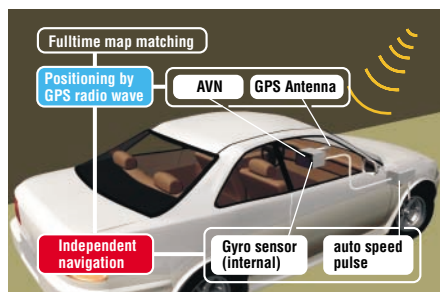 Fulltime map matching
Positioning by
GPS radio wave
AVN
GPS Antenna
Independent
navigation
Gyro sensor
(internal)
auto speed
pulse